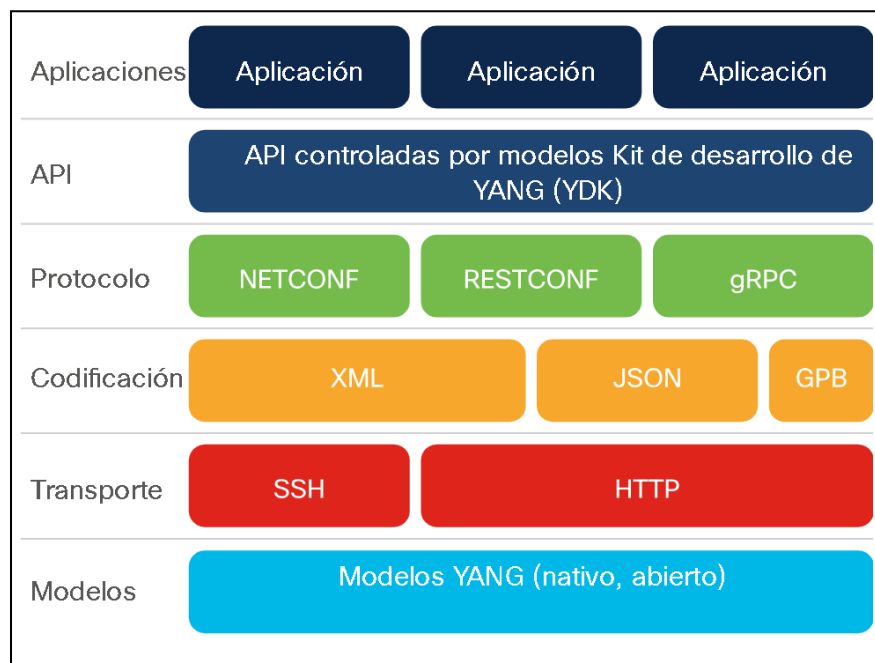 Aplicaciones Aplicación Aplicación Aplicación
API API controladas por modelos Kit de desarrollo de
YANG (YDK)
Protocolo NETCONF RESTCONF gRPC
Codificación XML JSON GPB
Transporte SSH HTTP
Modelos Modelos YANG (nativo, abierto)